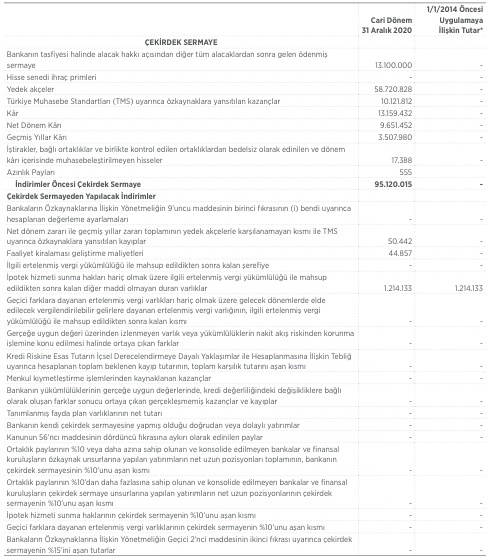 1/1/2014 Öncesi
Cari Dönem Uygulamaya
31 Aralık 2020 İlişkin Tutar*
ÇEKİRDEK SERMAYE
Bankanın tasfiyesi halinde alacak hakkı açısından diğer tüm alacaklardan sonra gelen ödenmiş
sermaye 13.100.000 -
Hisse senedi ihraç primleri - -
Yedek akçeler 58.720.828 -
Türkiye Muhasebe Standartları (TMS) uyarınca özkaynaklara yansıtılan kazançlar 10.121.812 -
Kâr 13.159.432 -
Net Dönem Kârı 9.651.452 -
Geçmiş Yıllar Kârı 3.507.980 -
İştirakler, bağlı ortaklıklar ve birlikte kontrol edilen ortaklıklardan bedelsiz olarak edinilen ve dönem
kârı içerisinde muhasebeleştirilmeyen hisseler 17.388 -
Azınlık Payları 555 -
İndirimler Öncesi Çekirdek Sermaye 95.120.015 -
Çekirdek Sermayeden Yapılacak İndirimler
Bankaların Özkaynaklarına İlişkin Yönetmeliğin 9'uncu maddesinin birinci fıkrasının (i) bendi uyarınca
hesaplanan değerleme ayarlamaları - -
Net dönem zararı ile geçmiş yıllar zararı toplamının yedek akçelerle karşılanamayan kısmı ile TMS
uyarınca özkaynaklara yansıtılan kayıplar 50.442 -
Faaliyet kiralaması geliştirme maliyetleri 44.857 -
İlgili ertelenmiş vergi yükümlülüğü ile mahsup edildikten sonra kalan şerefiye - -
İpotek hizmeti sunma hakları hariç olmak üzere ilgili ertelenmiş vergi yükümlülüğü ile mahsup
edildikten sonra kalan diğer maddi olmayan duran varlıklar 1.214.133 1.214.133
Geçici farklara dayanan ertelenmiş vergi varlıkları hariç olmak üzere gelecek dönemlerde elde
edilecek vergilendirilebilir gelirlere dayanan ertelenmiş vergi varlığının, ilgili ertelenmiş vergi
yükümlülüğü ile mahsup edildikten sonra kalan kısmı - -
Gerçeğe uygun değeri üzerinden izlenmeyen varlık veya yükümlülüklerin nakit akış riskinden korunma
işlemine konu edilmesi halinde ortaya çıkan farklar - -
Kredi Riskine Esas Tutarın İçsel Derecelendirmeye Dayalı Yaklaşımlar ile Hesaplanmasına İlişkin Tebliğ
uyarınca hesaplanan toplam beklenen kayıp tutarının, toplam karşılık tutarını aşan kısmı - -
Menkul kıymetleştirme işlemlerinden kaynaklanan kazançlar - -
Bankanın yükümlülüklerinin gerçeğe uygun değerinde, kredi değerliliğindeki değişikliklere bağlı
olarak oluşan farklar sonucu ortaya çıkan gerçekleşmemiş kazançlar ve kayıplar - -
Tanımlanmış fayda plan varlıklarının net tutarı - -
Bankanın kendi çekirdek sermayesine yapmış olduğu doğrudan veya dolaylı yatırımlar - -
Kanunun 56'ncı maddesinin dördüncü fıkrasına aykırı olarak edinilen paylar - -
Ortaklık paylarının %10 veya daha azına sahip olunan ve konsolide edilmeyen bankalar ve finansal
kuruluşların özkaynak unsurlarına yapılan yatırımların net uzun pozisyonları toplamının, bankanın
çekirdek sermayesinin %10'unu aşan kısmı - -
Ortaklık paylarının %10'dan daha fazlasına sahip olunan ve konsolide edilmeyen bankalar ve finansal
kuruluşların çekirdek sermaye unsurlarına yapılan yatırımların net uzun pozisyonlarının çekirdek
sermayenin %10'unu aşan kısmı - -
İpotek hizmeti sunma haklarının çekirdek sermayenin %10'unu aşan kısmı - -
Geçici farklara dayanan ertelenmiş vergi varlıklarının çekirdek sermayenin %10'unu aşan kısmı - -
Bankaların Özkaynaklarına İlişkin Yönetmeliğin Geçici 2'nci maddesinin ikinci fıkrası uyarınca çekirdek
sermayenin %15'ini aşan tutarlar - -